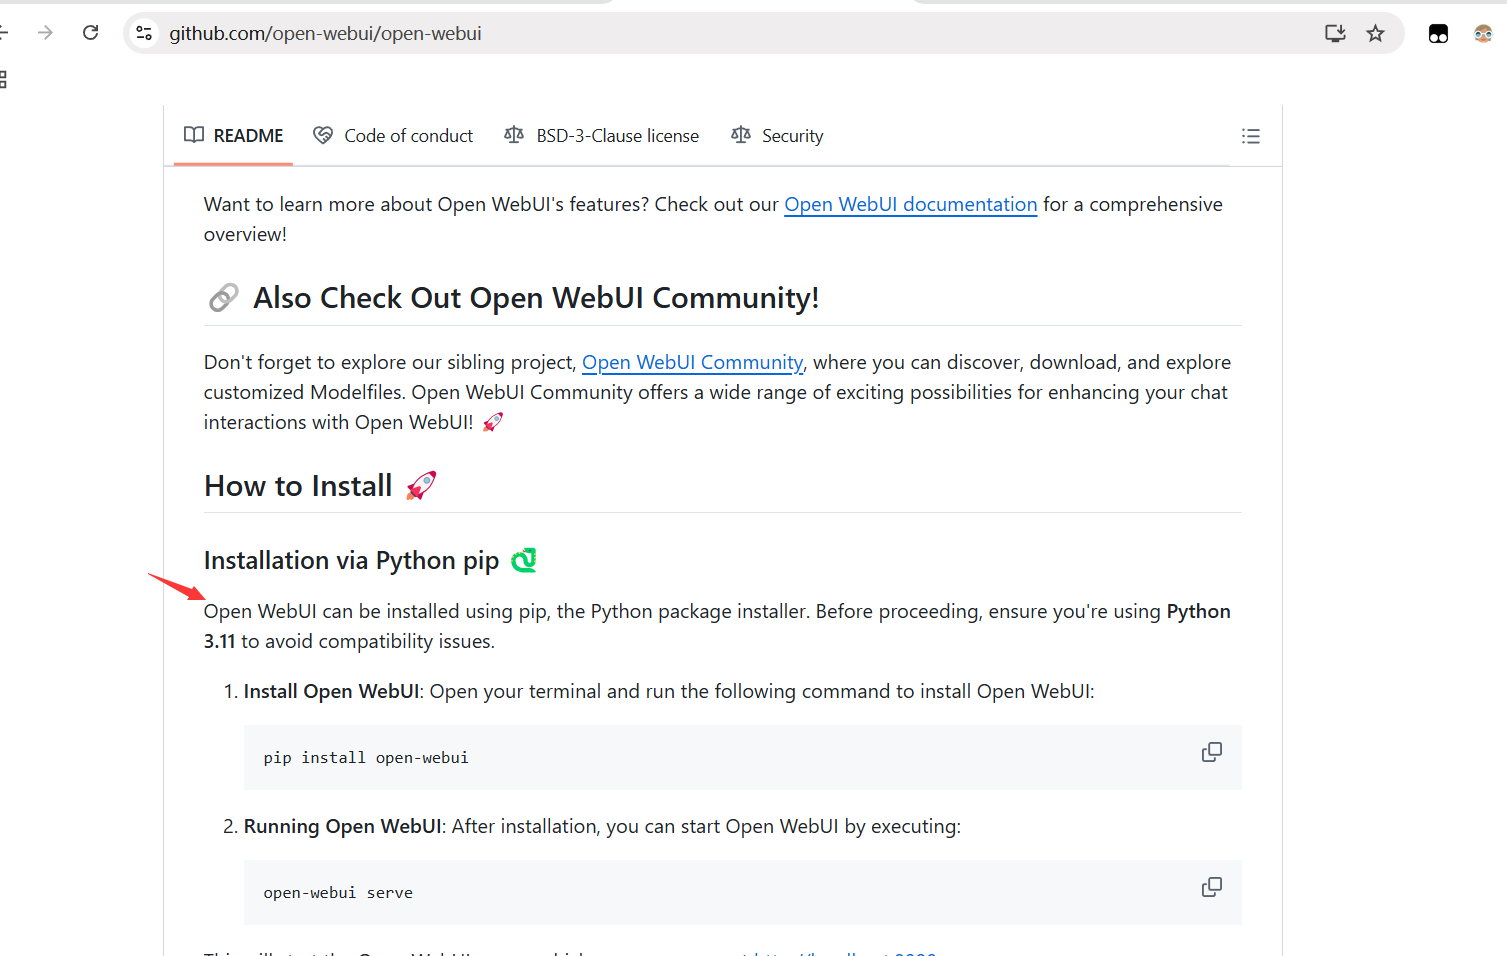 github.com/open-webui/open-webui
README
Code of conduct
BSD-3-Clause license
Security
Want to learn more about Open WebUI's features? Check out our Open WebUI documentation for a comprehensive
overview!
Also Check Out Open WebUI Community!
Don't forget to explore our sibling project, Open WebUI Community, where you can discover, download, and explore
customized Modelfiles. Open WebUI Community offers a wide range of exciting possibilities for enhancing your chat
interactions with Open WebUI! 🚀
How to Install 🚀
Installation via Python pip 🐍
Open WebUI can be installed using pip, the Python package installer. Before proceeding, ensure you're using Python
3.11 to avoid compatibility issues.
1. Install Open WebUI: Open your terminal and run the following command to install Open WebUI:
pip install open-webui
2. Running Open WebUI: After installation, you can start Open WebUI by executing:
open-webui serve